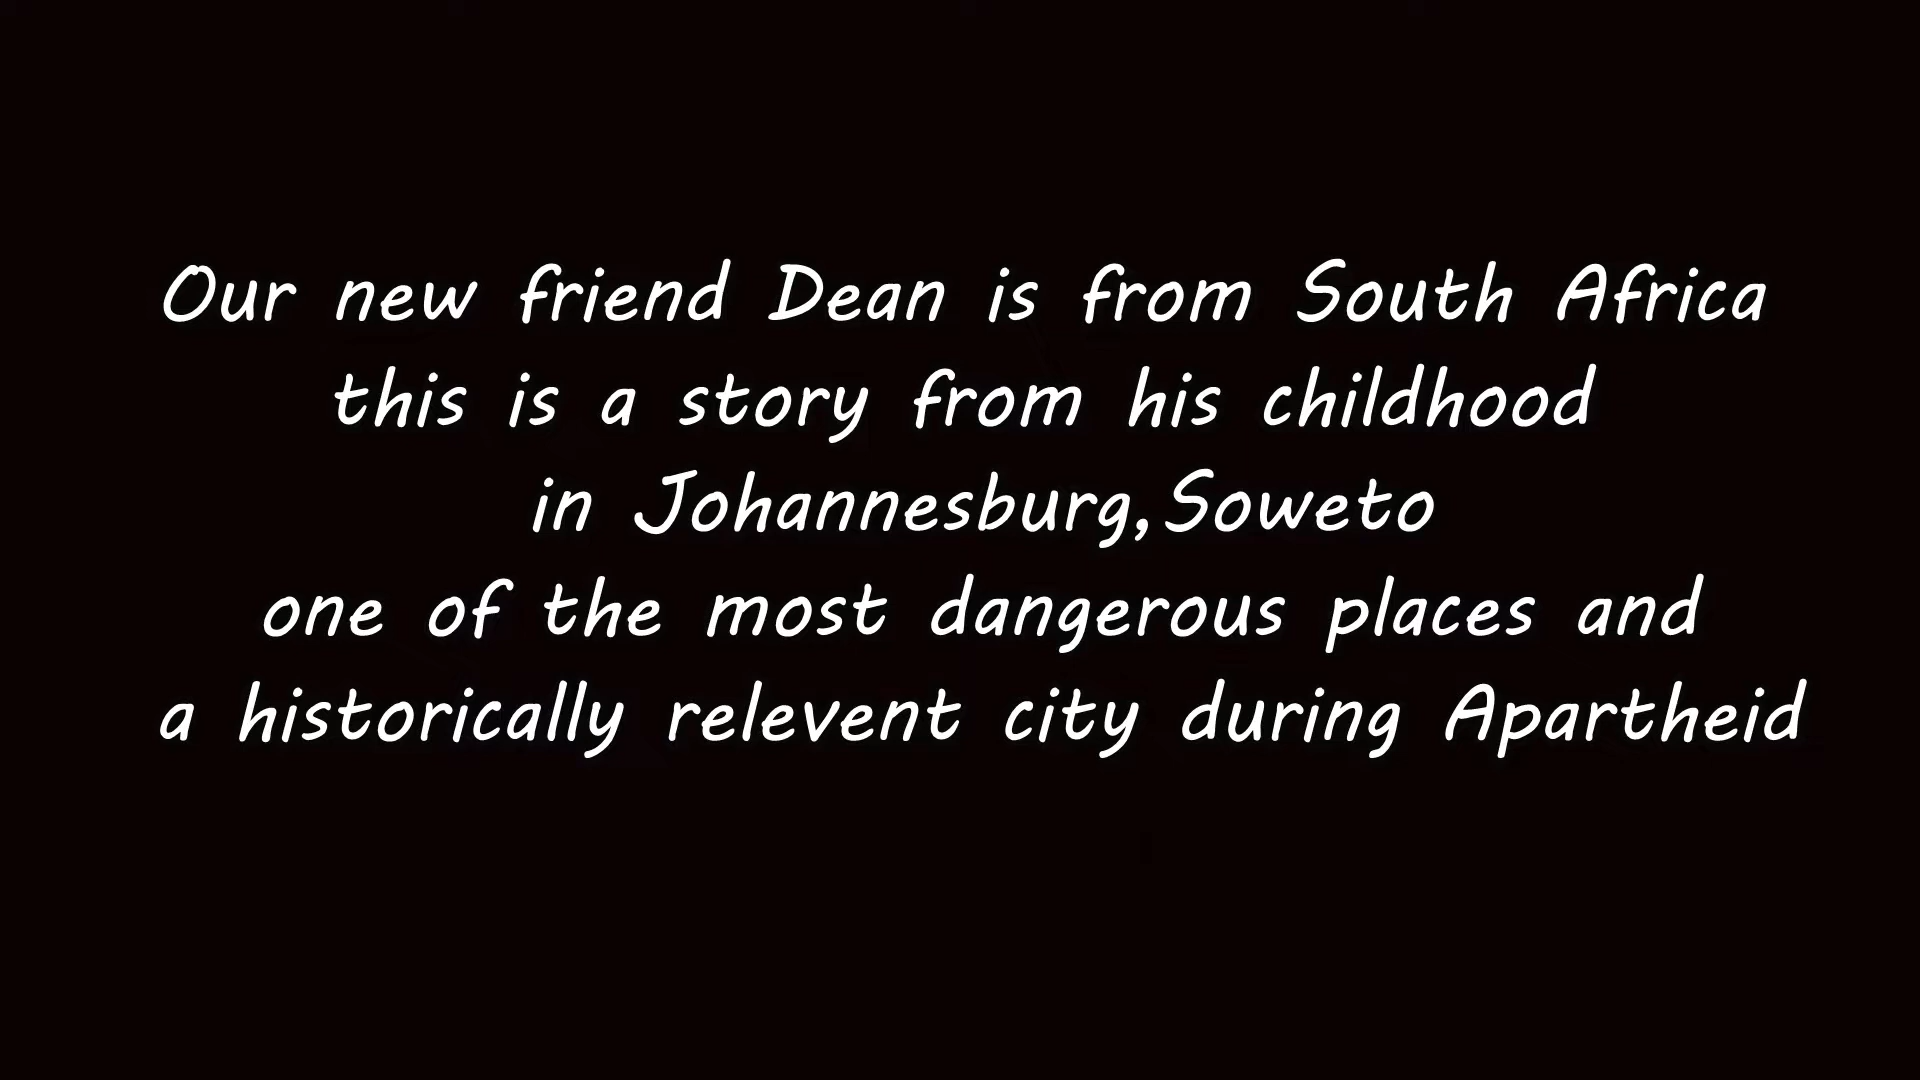 Our new friend Dean is from South Africa
this is a story from his childhood
in Johannesburg,Soweto
one of the most dangerous places and
a historically relevent city during Apartheid